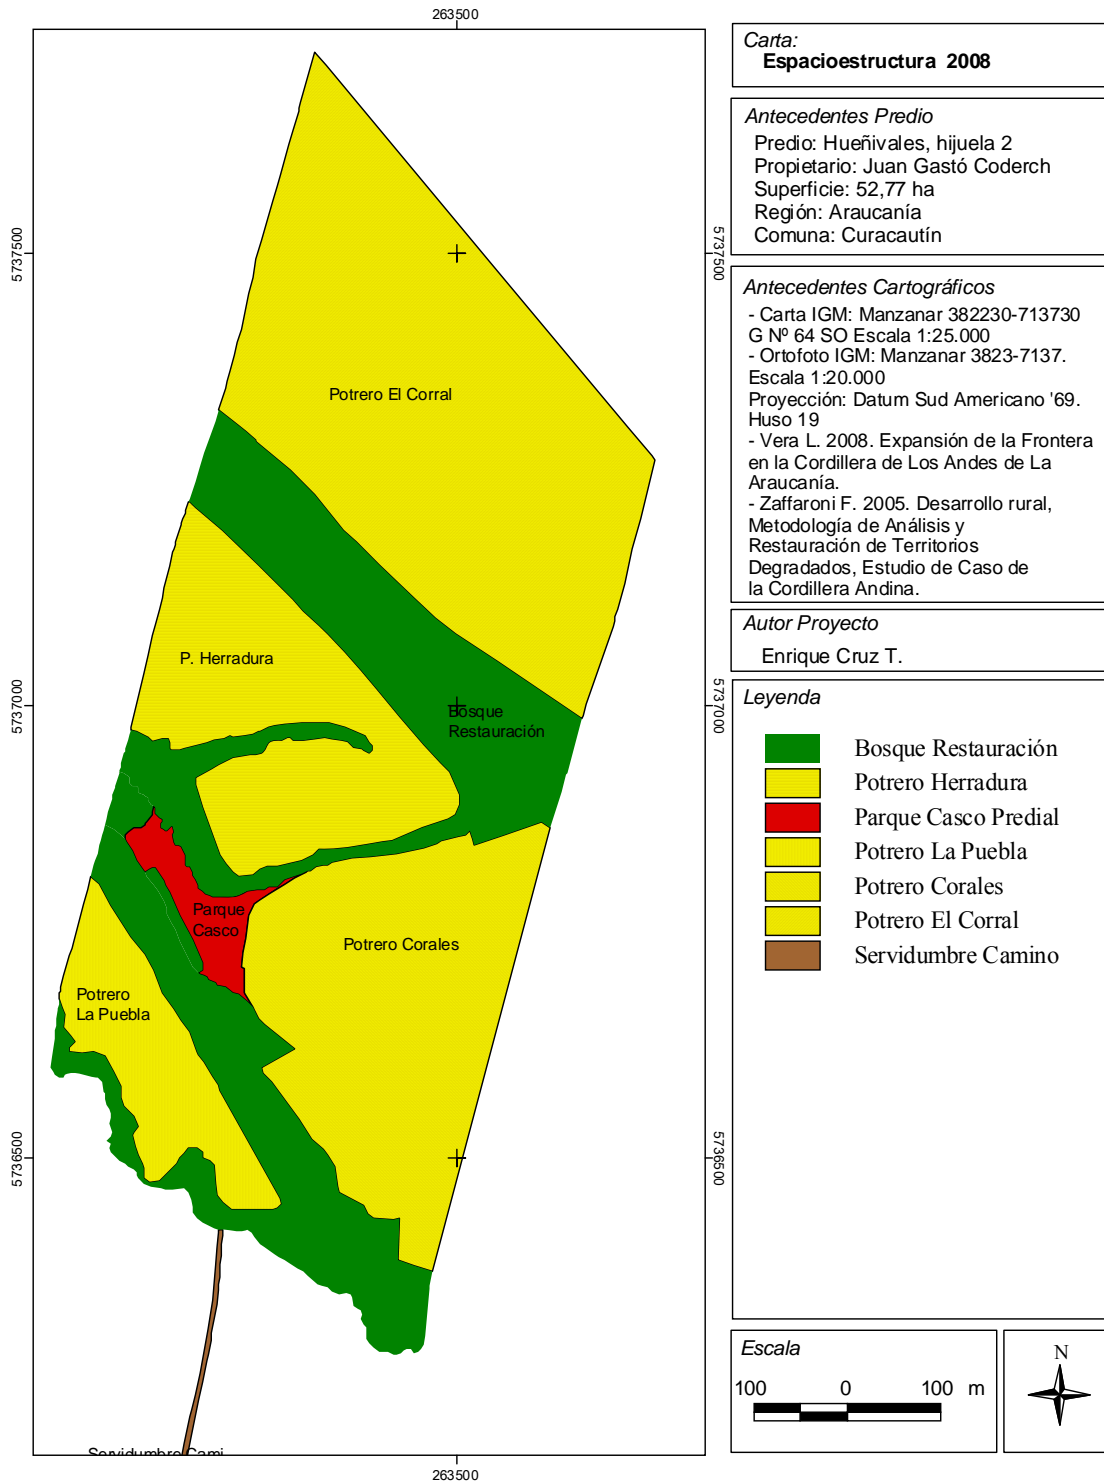 263500
Carta:
Espacioestructura 2008
Antecedentes Predio
Predio: Hueñivales, hijuela 2
Propietario: Juan Gastó Coderch
Superficie: 52,77 ha
Región: Araucanía
Comuna: Curacautín
5737500
5737500
Antecedentes Cartográficos
- Carta IGM: Manzanar 382230-713730
G Nº 64 SO Escala 1:25.000
- Ortofoto IGM: Manzanar 3823-7137.
Escala 1:20.000
Proyección: Datum Sud Americano '69.
Huso 19
- Vera L. 2008. Expansión de la Frontera
en la Cordillera de Los Andes de La
Araucanía.
- Zaffaroni F. 2005. Desarrollo rural,
Metodología de Análisis y
Restauración de Territorios
Degradados, Estudio de Caso de
la Cordillera Andina.
Potrero El Corral
Autor Proyecto
Enrique Cruz T.
P. Herradura
5737000
5737000
Bosque
Restauración
Leyenda
Bosque Restauración
Potrero Herradura
Parque Casco Predial
Potrero La Puebla
Potrero Corales
Potrero El Corral
Servidumbre Camino
Parque
Casco
Potrero Corales
Potrero
La Puebla
5736500
5736500
Escala
100 0 100 m
N
Servidumbre Cami
263500